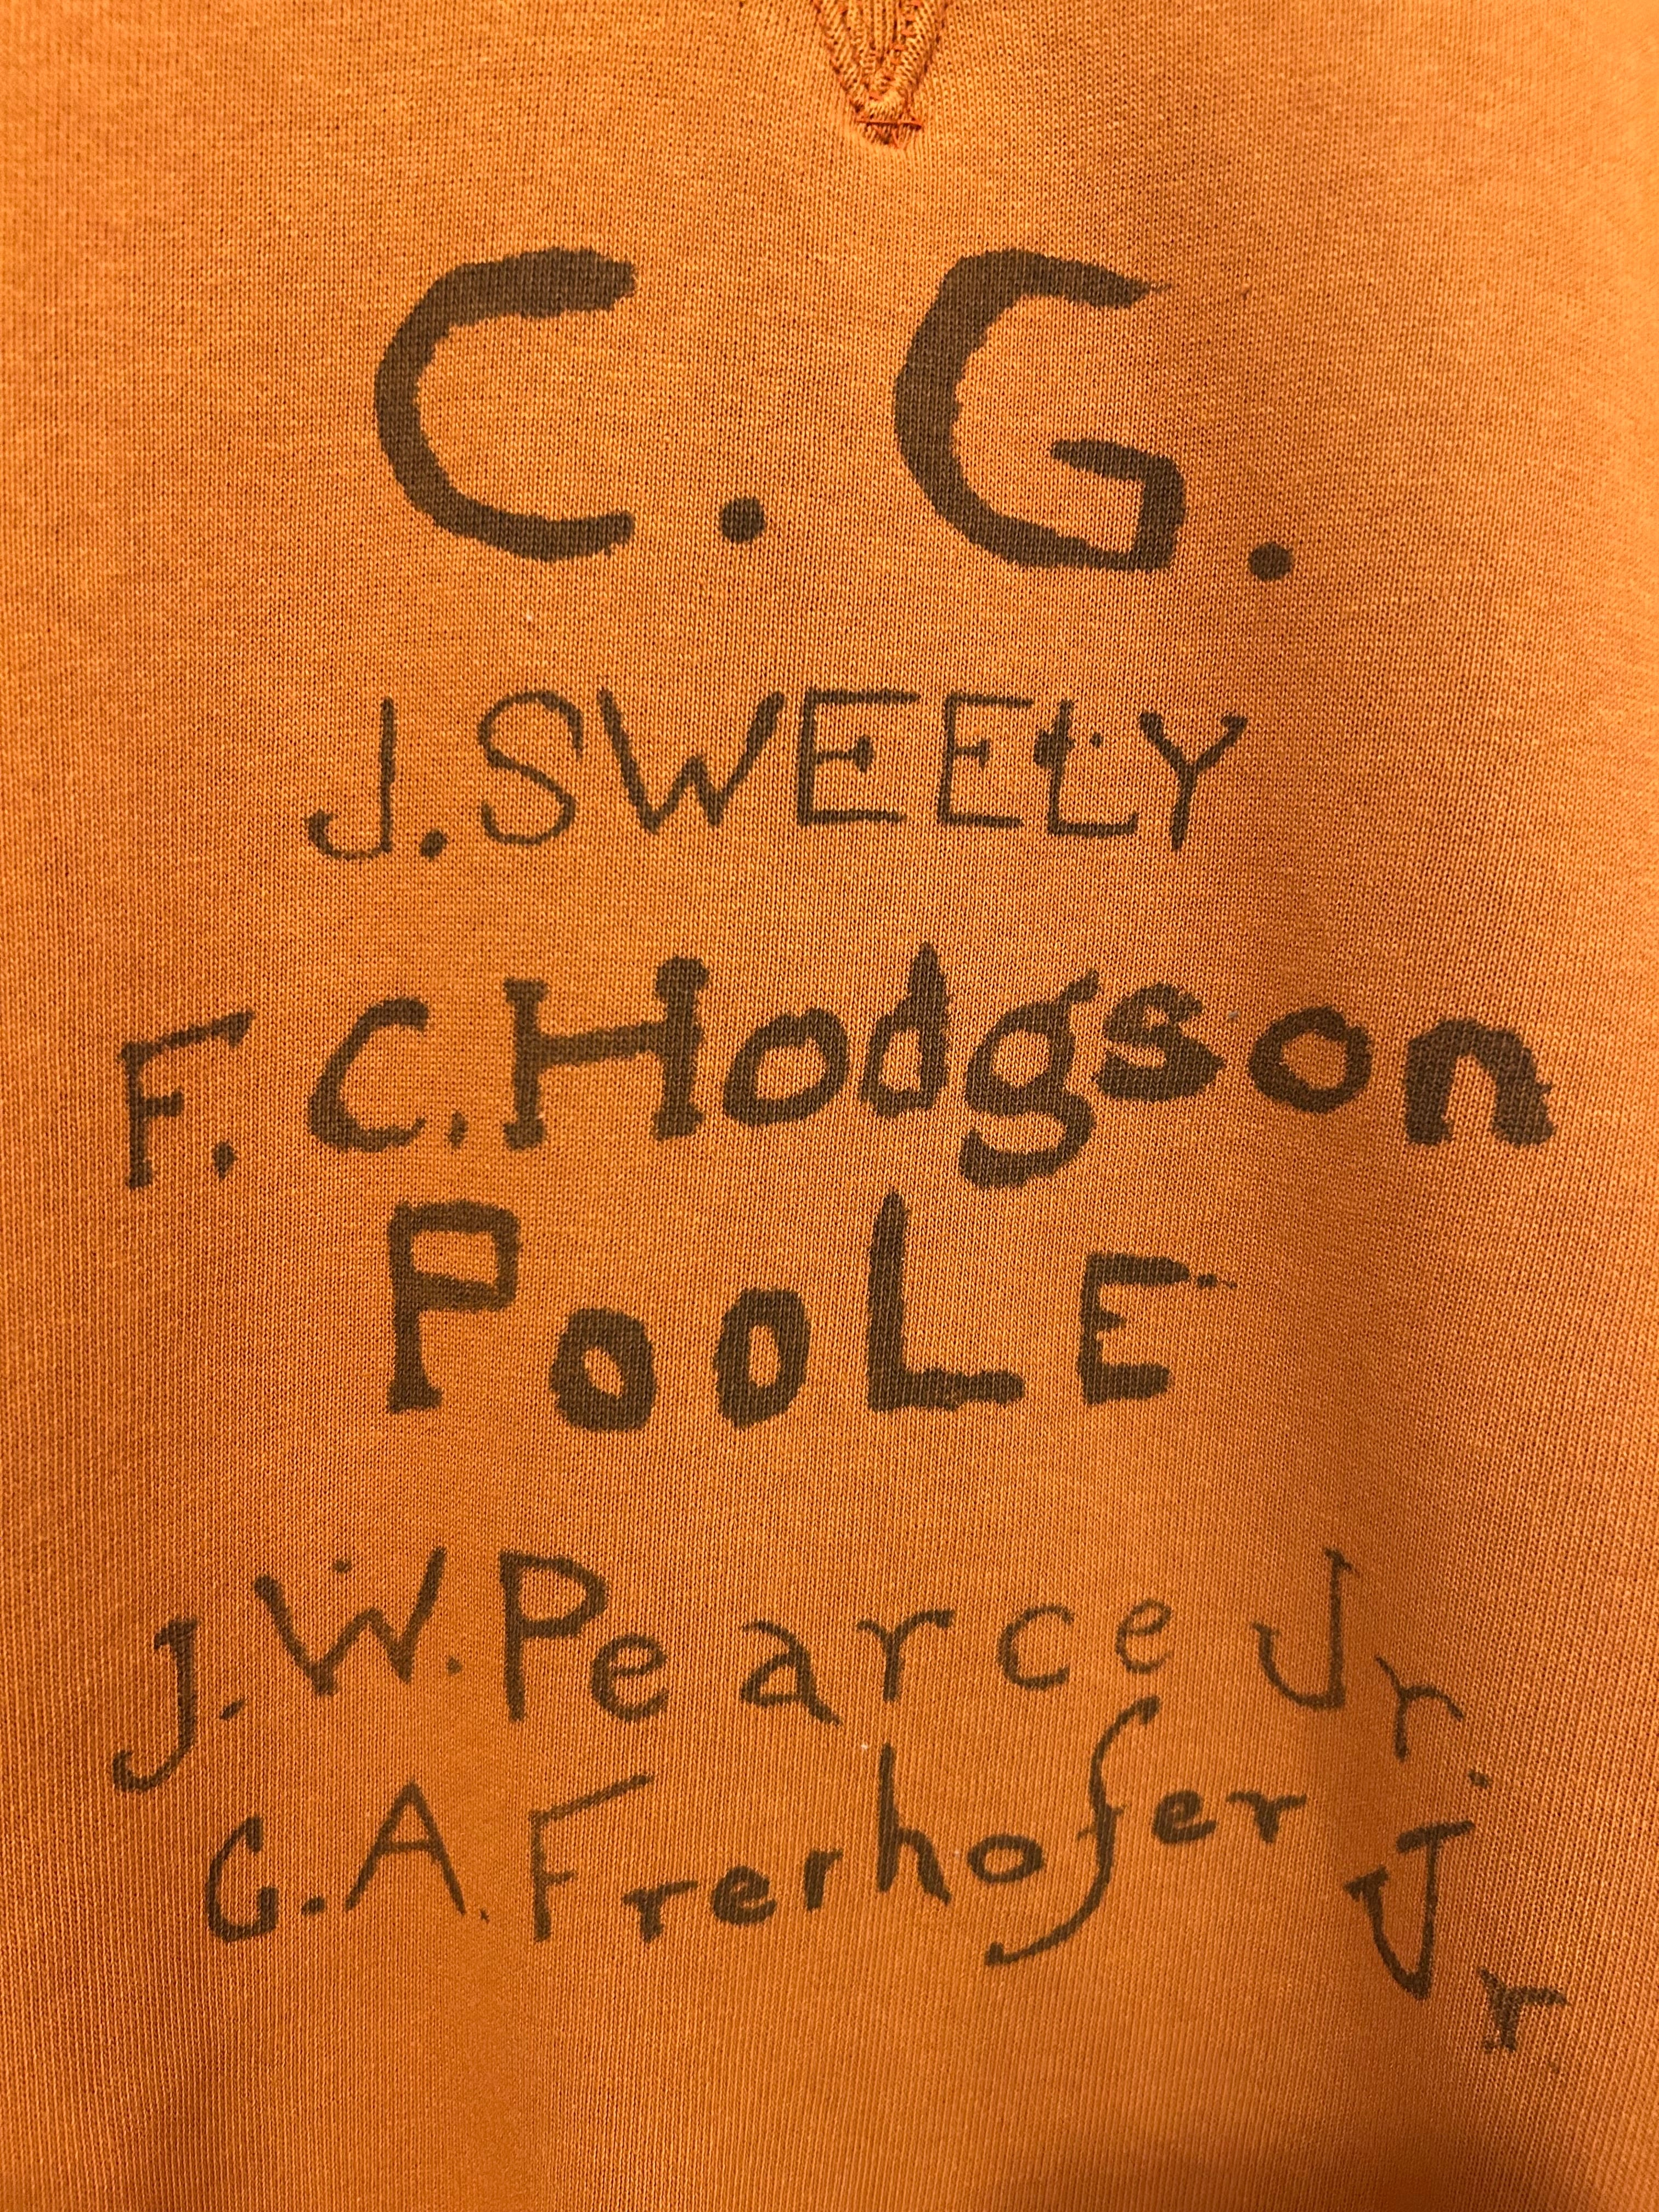 C.G.
J. SWEELY
F. C. Hodgson
PooLE
J. W. Pearce Jr.
G. A. Frerhofer Jr.